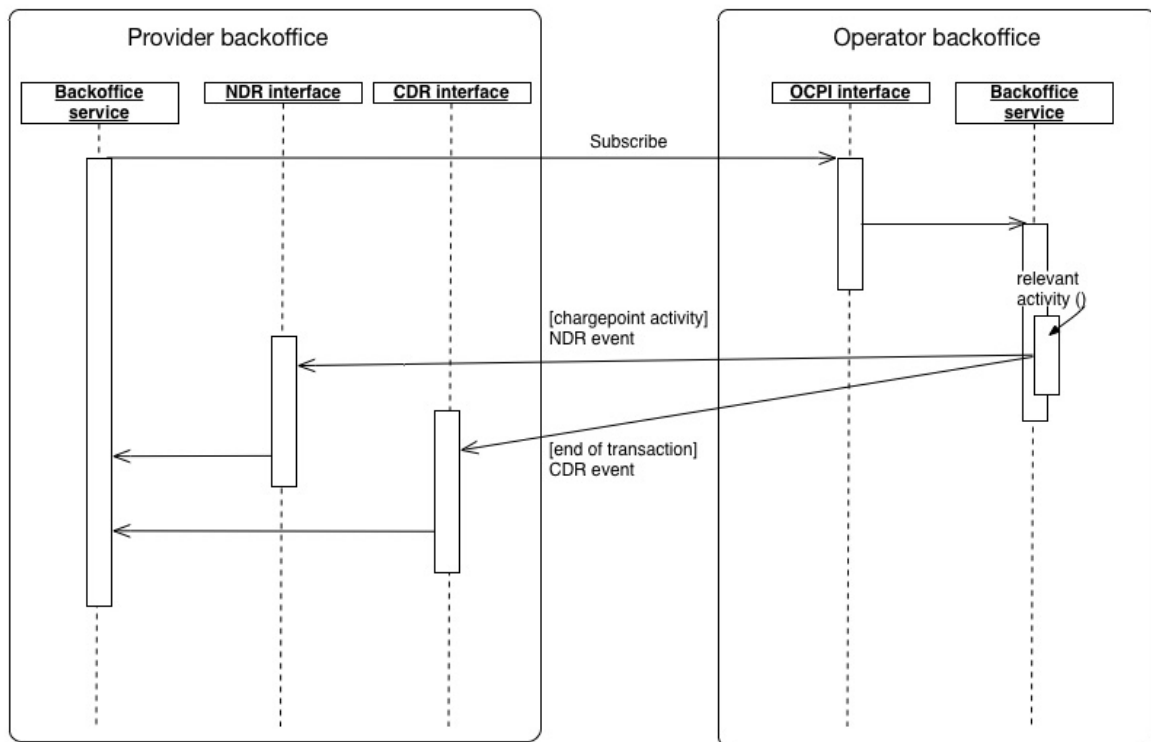 Provider backoffice
Operator backoffice
Backoffice
service
NDR interface
CDR interface
OCPI interface
Backoffice
service
Subscribe
relevant
activity ()
[chargepoint activity]
NDR event
[end of transaction]
CDR event